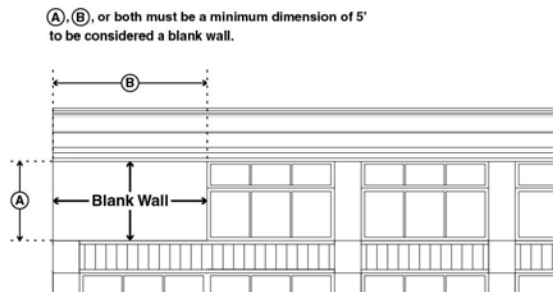 Ⓐ, Ⓑ, or both must be a minimum dimension of 5'
to be considered a blank wall.
Ⓑ
Ⓐ
Blank Wall